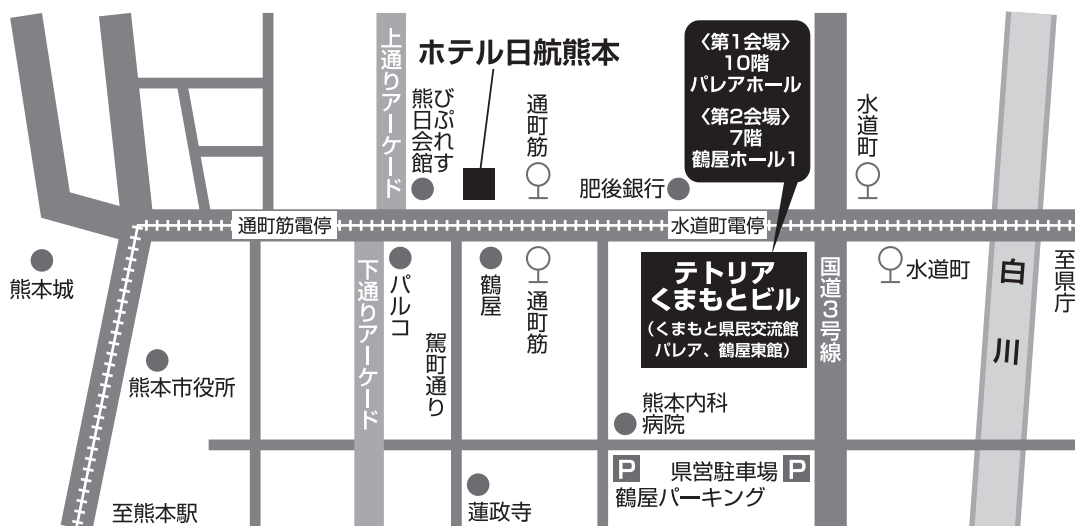 上通りアーケード
ホテル日航熊本
びぷれす
熊日会館
通町筋
〈第1会場〉
10階
パレアホール
〈第2会場〉
7階
鶴屋ホール1
水道町
肥後銀行
通町筋電停
水道町電停
熊本城
下通りアーケード
パルコ
鶴屋
通町筋
テトリア
くまもとビル
(くまもと県民交流館
パレア、鶴屋東館)
国道3号線
水道町
白川
至県庁
駕町通り
熊本市役所
熊本内科
病院
P
県営駐車場
P
鶴屋パーキング
蓮政寺
至熊本駅